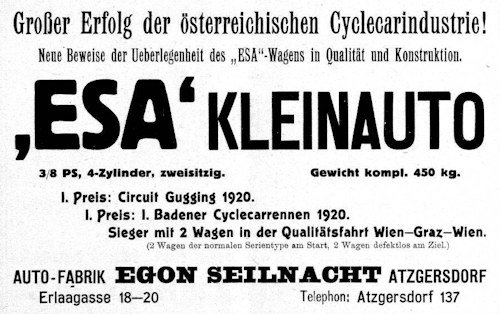 Großer Erfolg der österreichischen Cyclecarindustrie!
Neue Beweise der Ueberlegenheit des „ESA“-Wagens in Qualität und Konstruktion.
‚ESA‘ KLEINAUTO
3/8 PS, 4-Zylinder, zweisitzig. Gewicht kompl. 450 kg.
I. Preis: Circuit Gugging 1920.
I. Preis: I. Badener Cyclecarrennen 1920.
Sieger mit 2 Wagen in der Qualitätsfahrt Wien—Graz—Wien.
(2 Wagen der normalen Serientype am Start, 2 Wagen defektlos am Ziel.)
AUTO-FABRIK EGON SEILNACHT ATZGERSDORF
Erlaagasse 18—20 Telephon: Atzgersdorf 137